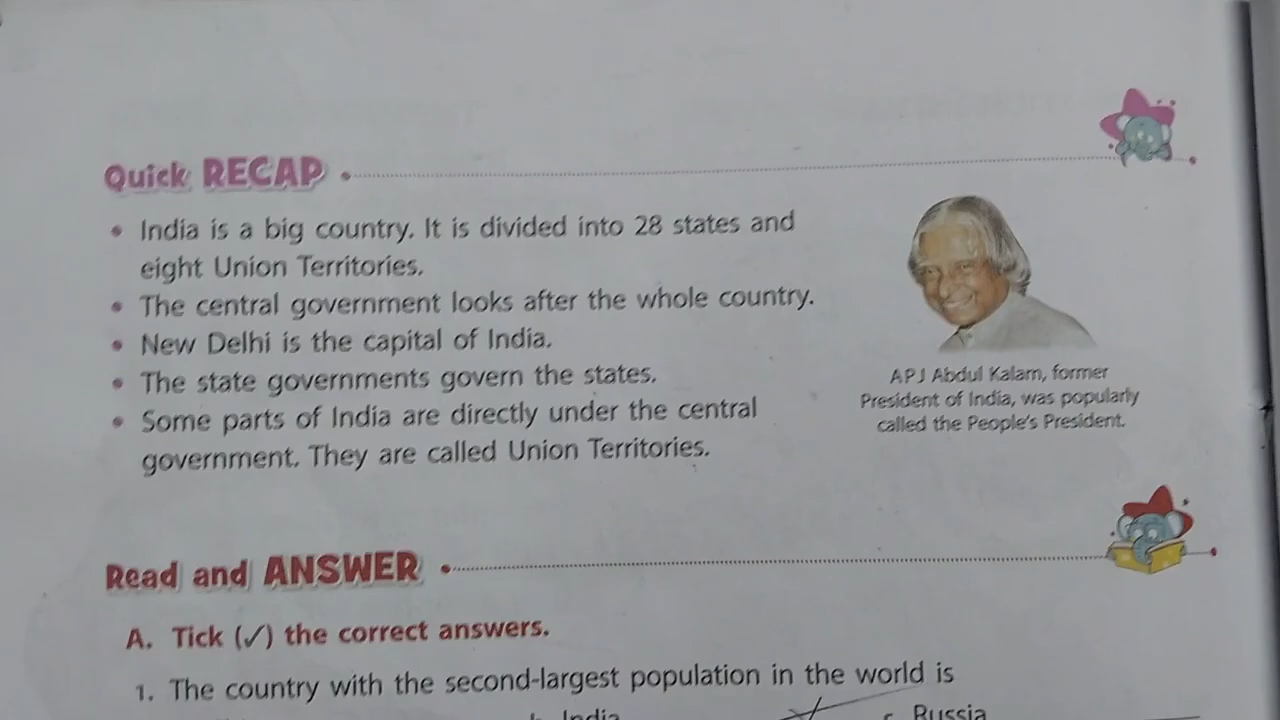 Quick RECAP
• India is a big country. It is divided into 28 states and
eight Union Territories.
• The central government looks after the whole country.
• New Delhi is the capital of India.
• The state governments govern the states.
• Some parts of India are directly under the central
government. They are called Union Territories.
APJ Abdul Kalam, former
President of India, was popularly
called the People's President.
Read and ANSWER
A. Tick (✓) the correct answers.
1. The country with the second-largest population in the world is
b. India
c. Russia